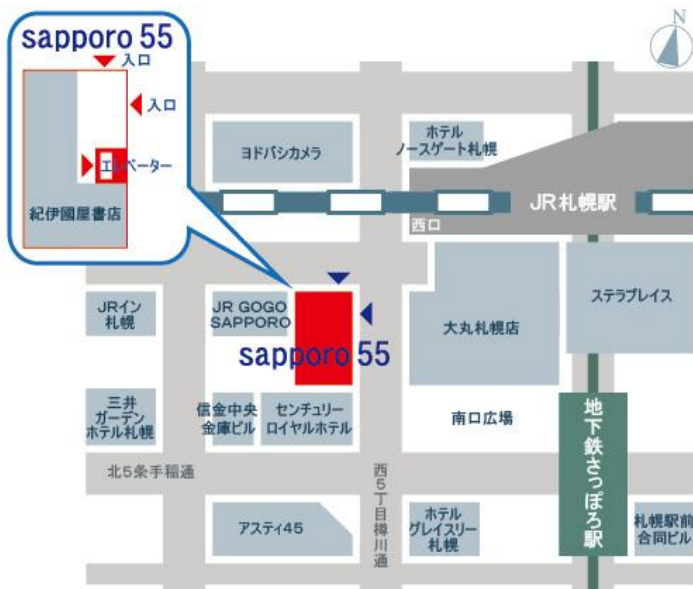 sapporo 55
入口
入口
エレベーター
紀伊國屋書店
N
ヨドバシカメラ
ホテル
ノースゲート札幌
JR札幌駅
西口
JRイン
札幌
JR GOGO
SAPPORO
sapporo 55
大丸札幌店
ステラプレイス
三井
ガーデン
ホテル札幌
信金中央
金庫ビル
センチュリー
ロイヤルホテル
南口広場
地下鉄さっぽろ駅
北5条手稲通
西5丁目樽川通
アスティ45
ホテル
グレイスリー
札幌
札幌駅前
合同ビル